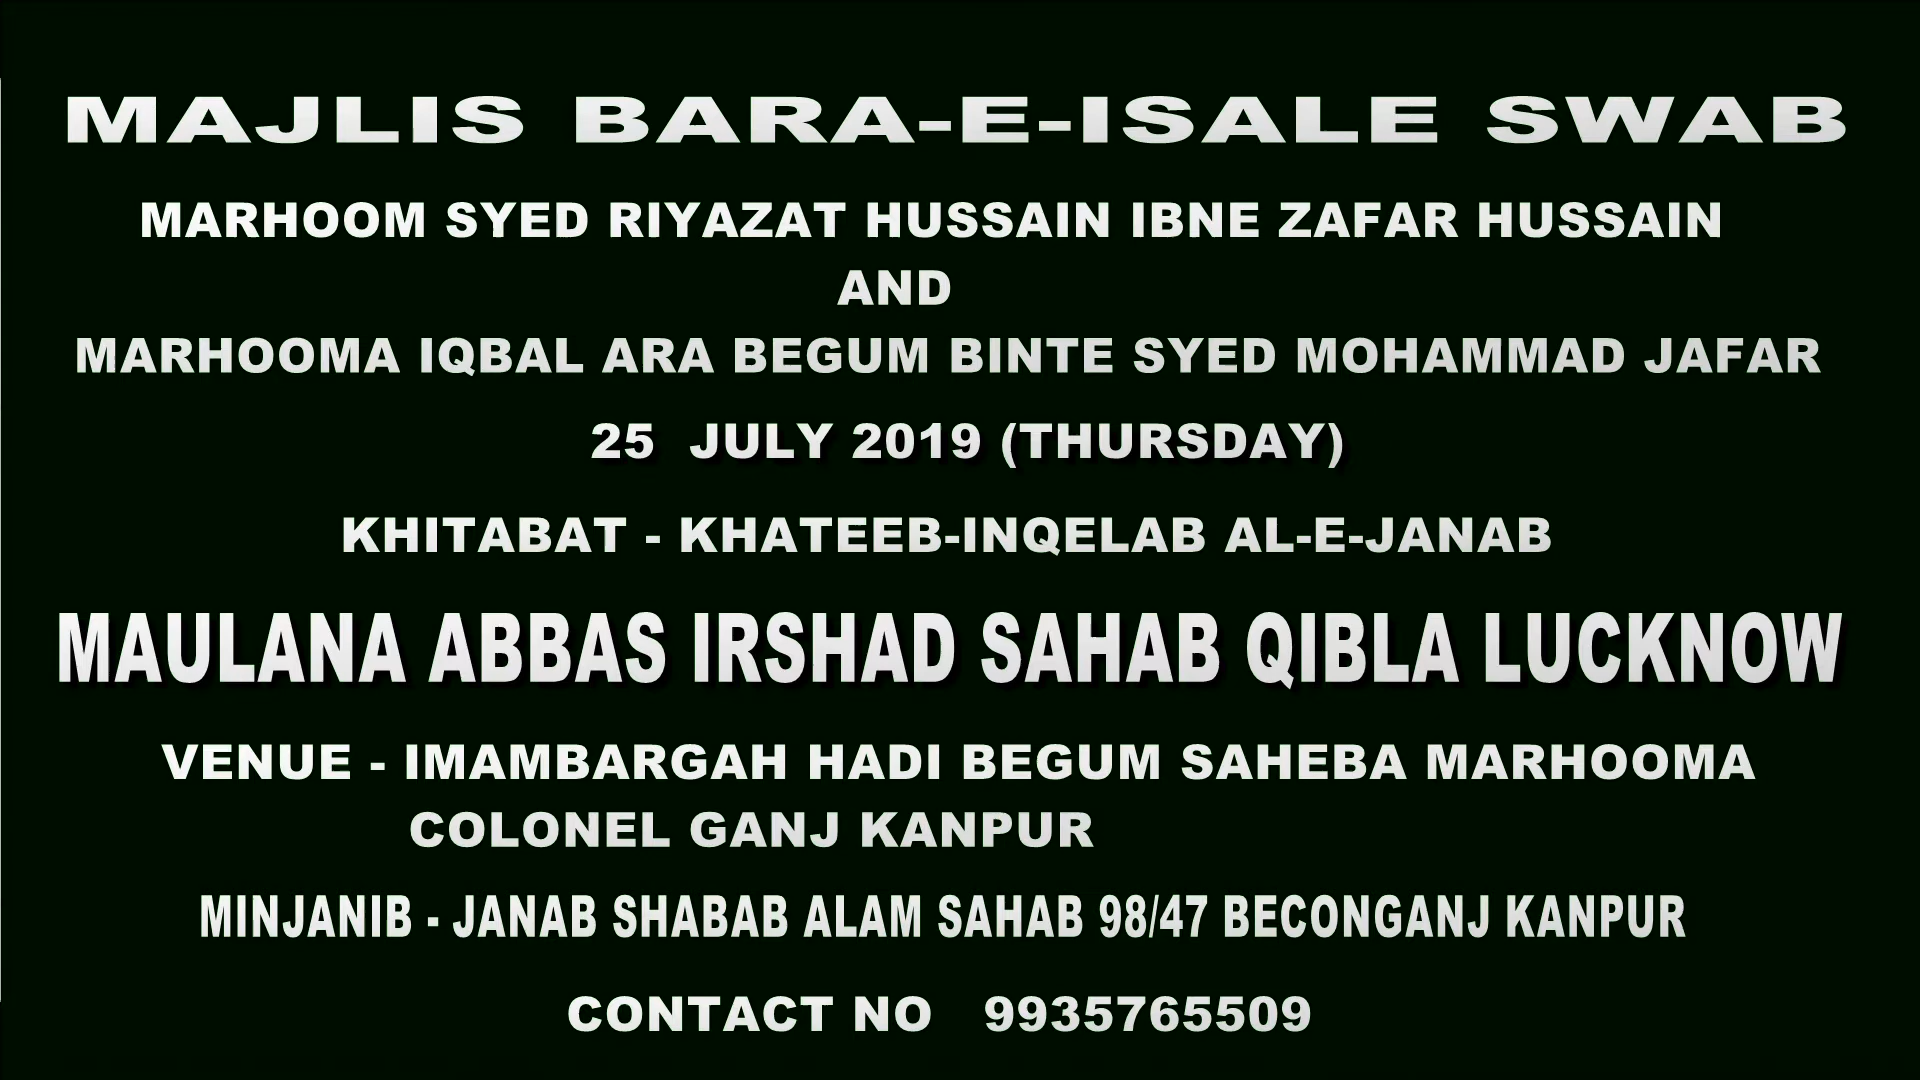 MAJLIS BARA-E-ISALE SWAB
MARHOOM SYED RIYAZAT HUSSAIN IBNE ZAFAR HUSSAIN
AND
MARHOOMA IQBAL ARA BEGUM BINTE SYED MOHAMMAD JAFAR
25 JULY 2019 (THURSDAY)
KHITABAT - KHATEEB-INQELAB AL-E-JANAB
MAULANA ABBAS IRSHAD SAHAB QIBLA LUCKNOW
VENUE - IMAMBARGAH HADI BEGUM SAHEBA MARHOOMA
COLONEL GANJ KANPUR
MINJANIB - JANAB SHABAB ALAM SAHAB 98/47 BECONGANJ KANPUR
CONTACT NO 9935765509